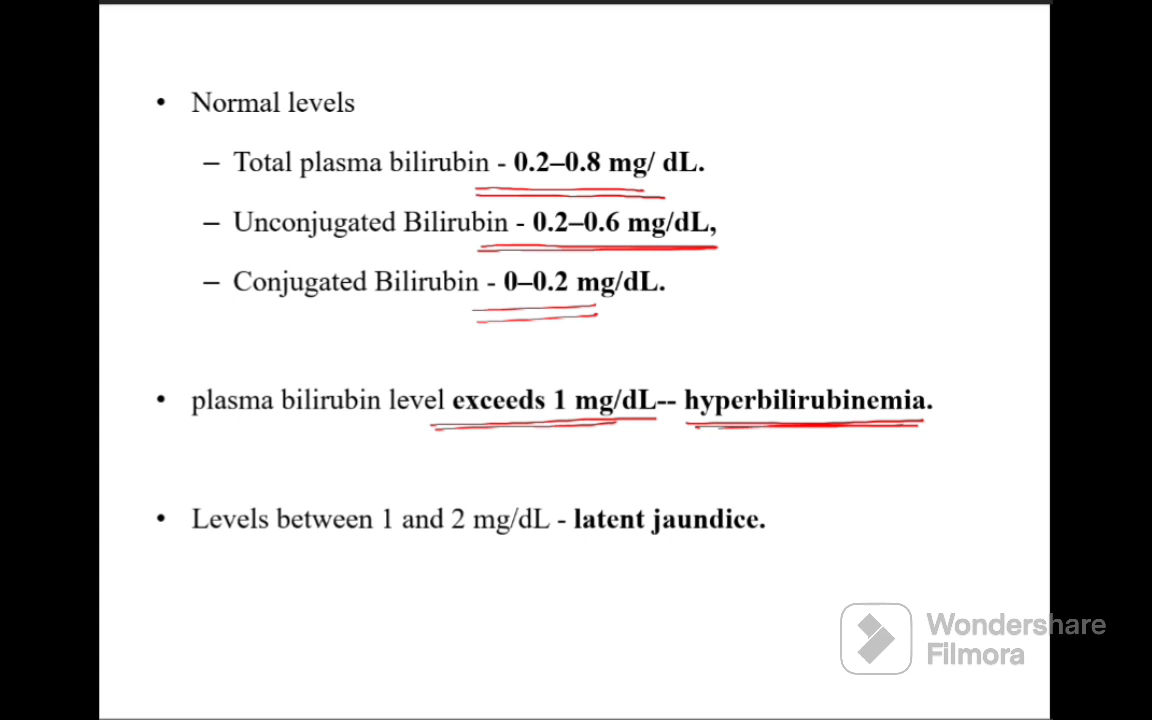 • Normal levels
– Total plasma bilirubin - 0.2–0.8 mg/ dL.
– Unconjugated Bilirubin - 0.2–0.6 mg/dL,
– Conjugated Bilirubin - 0–0.2 mg/dL.
• plasma bilirubin level exceeds 1 mg/dL-- hyperbilirubinemia.
• Levels between 1 and 2 mg/dL - latent jaundice.
Wondershare
Filmora